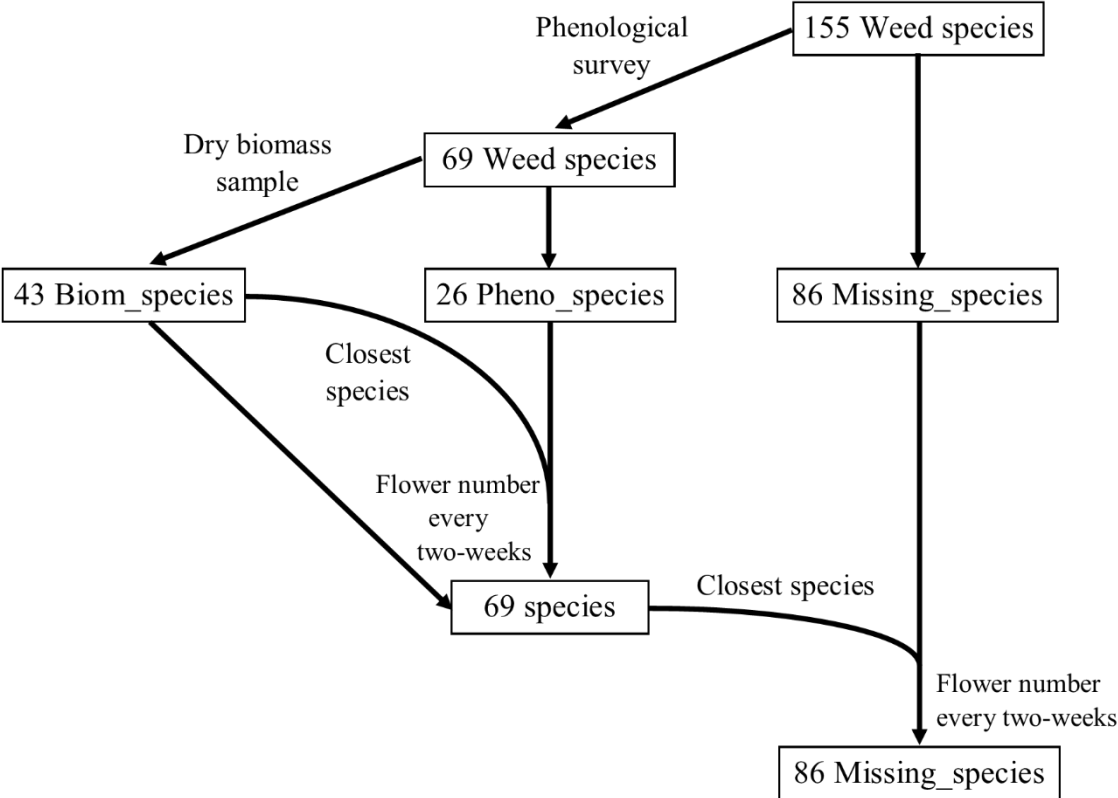 Phenological
survey
155 Weed species
Dry biomass
sample
69 Weed species
43 Biom_species
26 Pheno_species
86 Missing_species
Closest
species
Flower number
every
two-weeks
69 species
Closest species
Flower number
every two-weeks
86 Missing_species